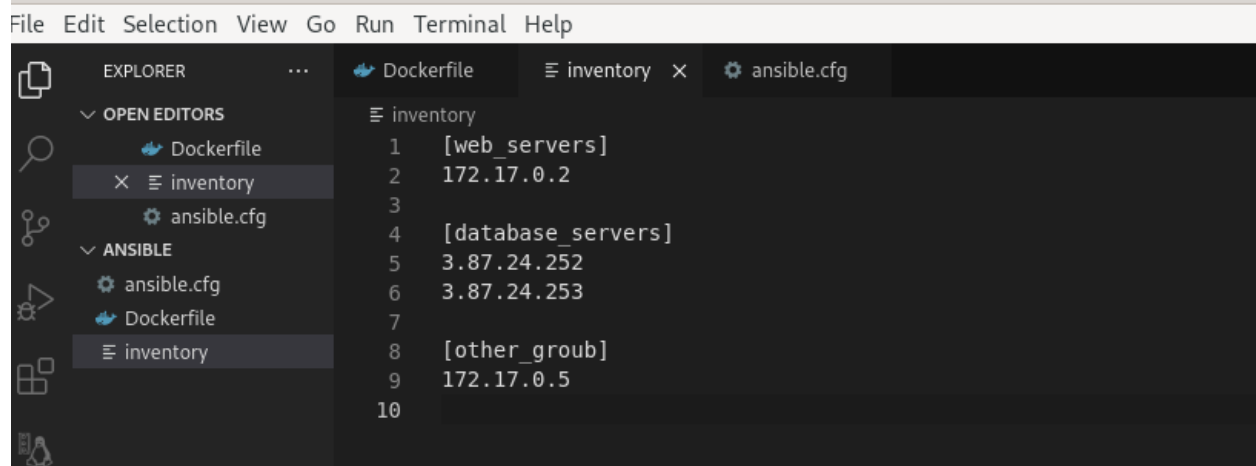 File Edit Selection View Go Run Terminal Help
EXPLORER ...
OPEN EDITORS
Dockerfile
× inventory
ansible.cfg
ANSIBLE
ansible.cfg
Dockerfile
inventory
Dockerfile inventory × ansible.cfg
inventory
1 [web_servers]
2 172.17.0.2
3
4 [database_servers]
5 3.87.24.252
6 3.87.24.253
7
8 [other_groub]
9 172.17.0.5
10